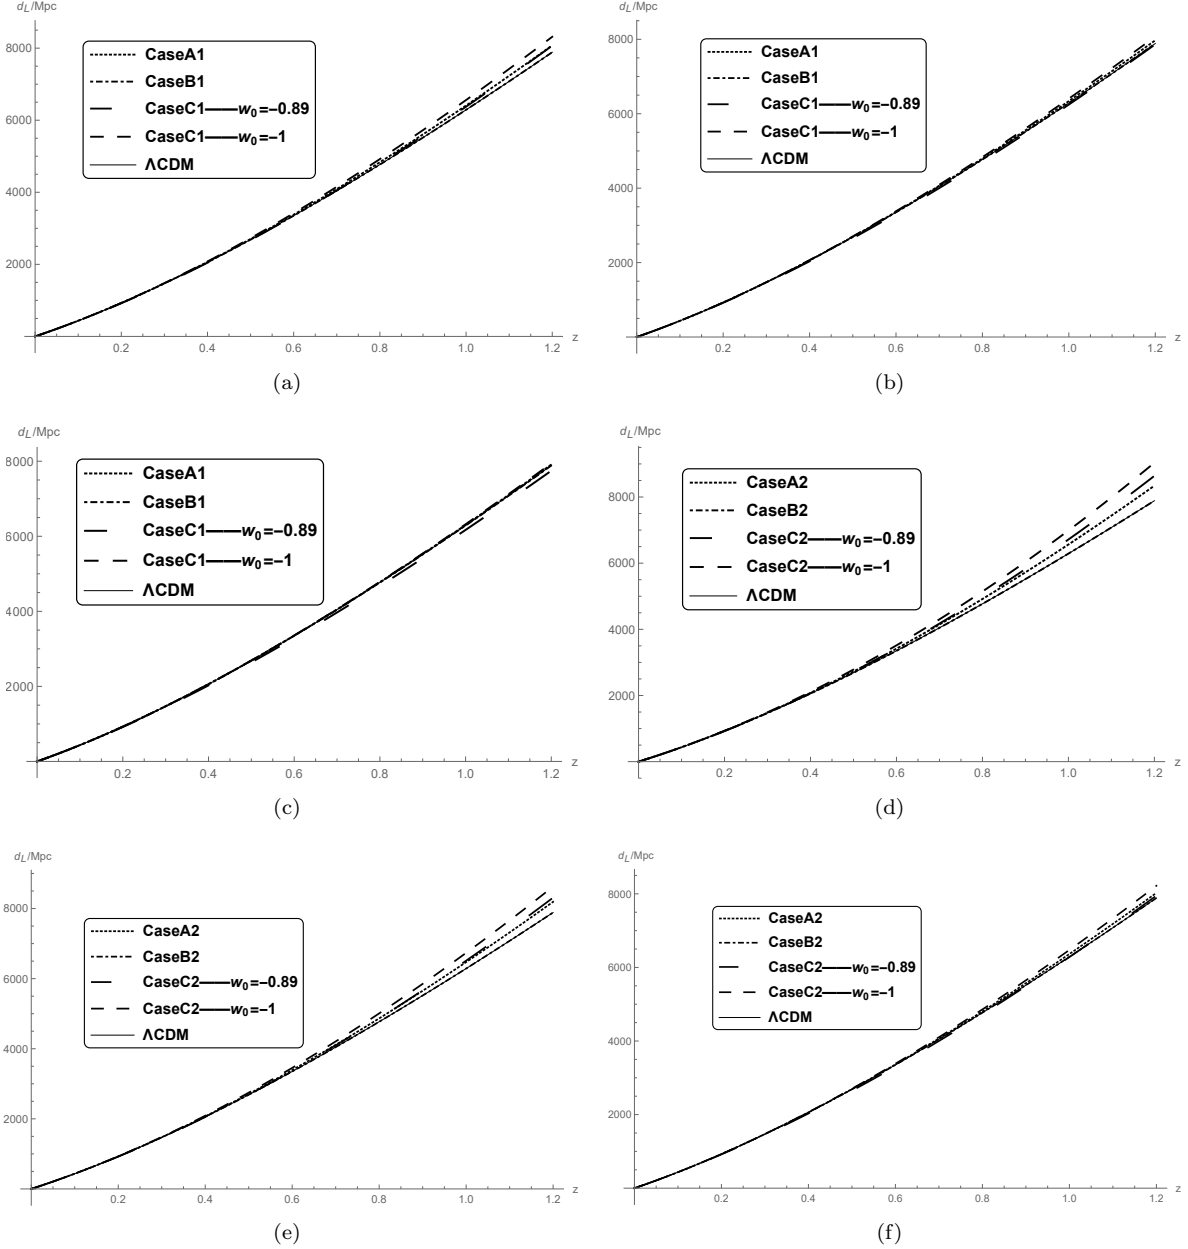 d_L/Mpc
8000
6000
4000
2000
CaseA1
CaseB1
CaseC1——w₀=−0.89
CaseC1——w₀=−1
ΛCDM
0.2 0.4 0.6 0.8 1.0 1.2 z
(a)
d_L/Mpc
8000
6000
4000
2000
CaseA1
CaseB1
CaseC1——w₀=−0.89
CaseC1——w₀=−1
ΛCDM
0.2 0.4 0.6 0.8 1.0 1.2 z
(b)
d_L/Mpc
8000
6000
4000
2000
CaseA1
CaseB1
CaseC1——w₀=−0.89
CaseC1——w₀=−1
ΛCDM
0.2 0.4 0.6 0.8 1.0 1.2 z
(c)
d_L/Mpc
8000
6000
4000
2000
CaseA2
CaseB2
CaseC2——w₀=−0.89
CaseC2——w₀=−1
ΛCDM
0.2 0.4 0.6 0.8 1.0 1.2 z
(d)
d_L/Mpc
8000
6000
4000
2000
CaseA2
CaseB2
CaseC2——w₀=−0.89
CaseC2——w₀=−1
ΛCDM
0.2 0.4 0.6 0.8 1.0 1.2 z
(e)
d_L/Mpc
8000
6000
4000
2000
CaseA2
CaseB2
CaseC2——w₀=−0.89
CaseC2——w₀=−1
ΛCDM
0.2 0.4 0.6 0.8 1.0 1.2 z
(f)